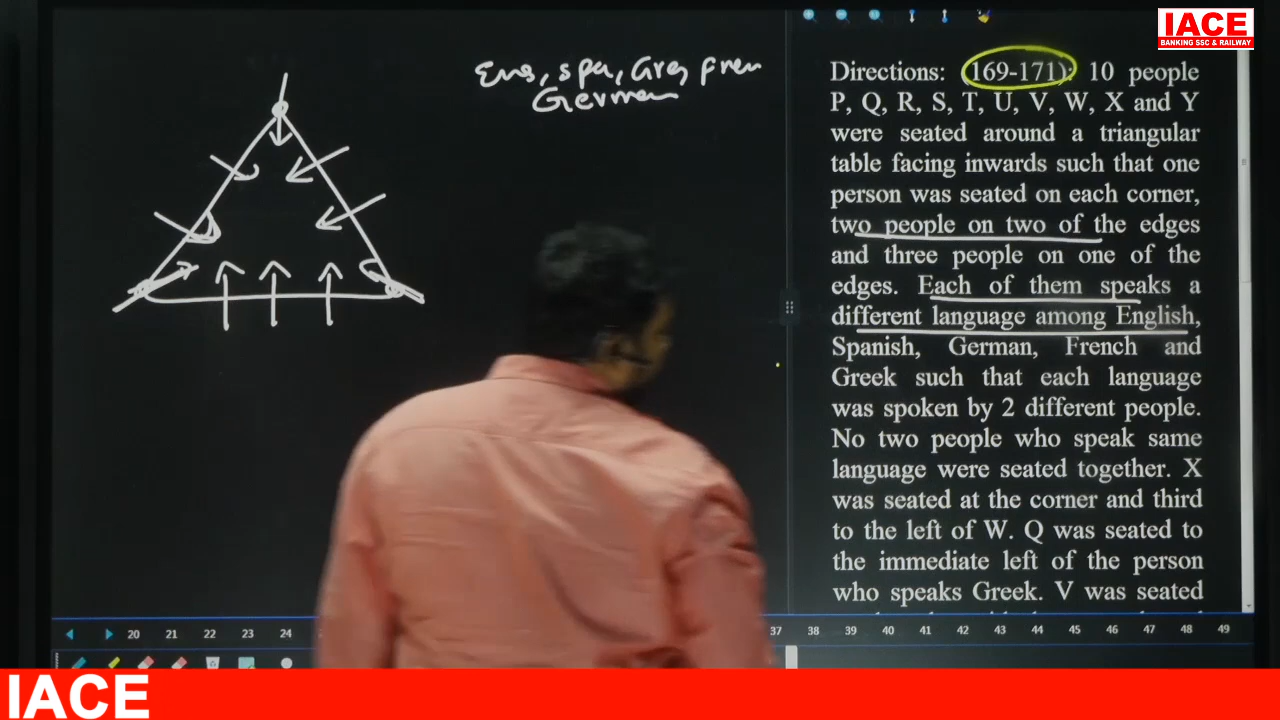 IACE
BANKING SSC & RAILWAY
Eng, spa, Gre, Fren
German
Directions: (169-171): 10 people
P, Q, R, S, T, U, V, W, X and Y
were seated around a triangular
table facing inwards such that one
person was seated on each corner,
two people on two of the edges
and three people on one of the
edges. Each of them speaks a
different language among English,
Spanish, German, French and
Greek such that each language
was spoken by 2 different people.
No two people who speak same
language were seated together. X
was seated at the corner and third
to the left of W. Q was seated to
the immediate left of the person
who speaks Greek. V was seated
20 21 22 23 24 37 38 39 40 41 42 43 44 45 46 47 48 49
IACE